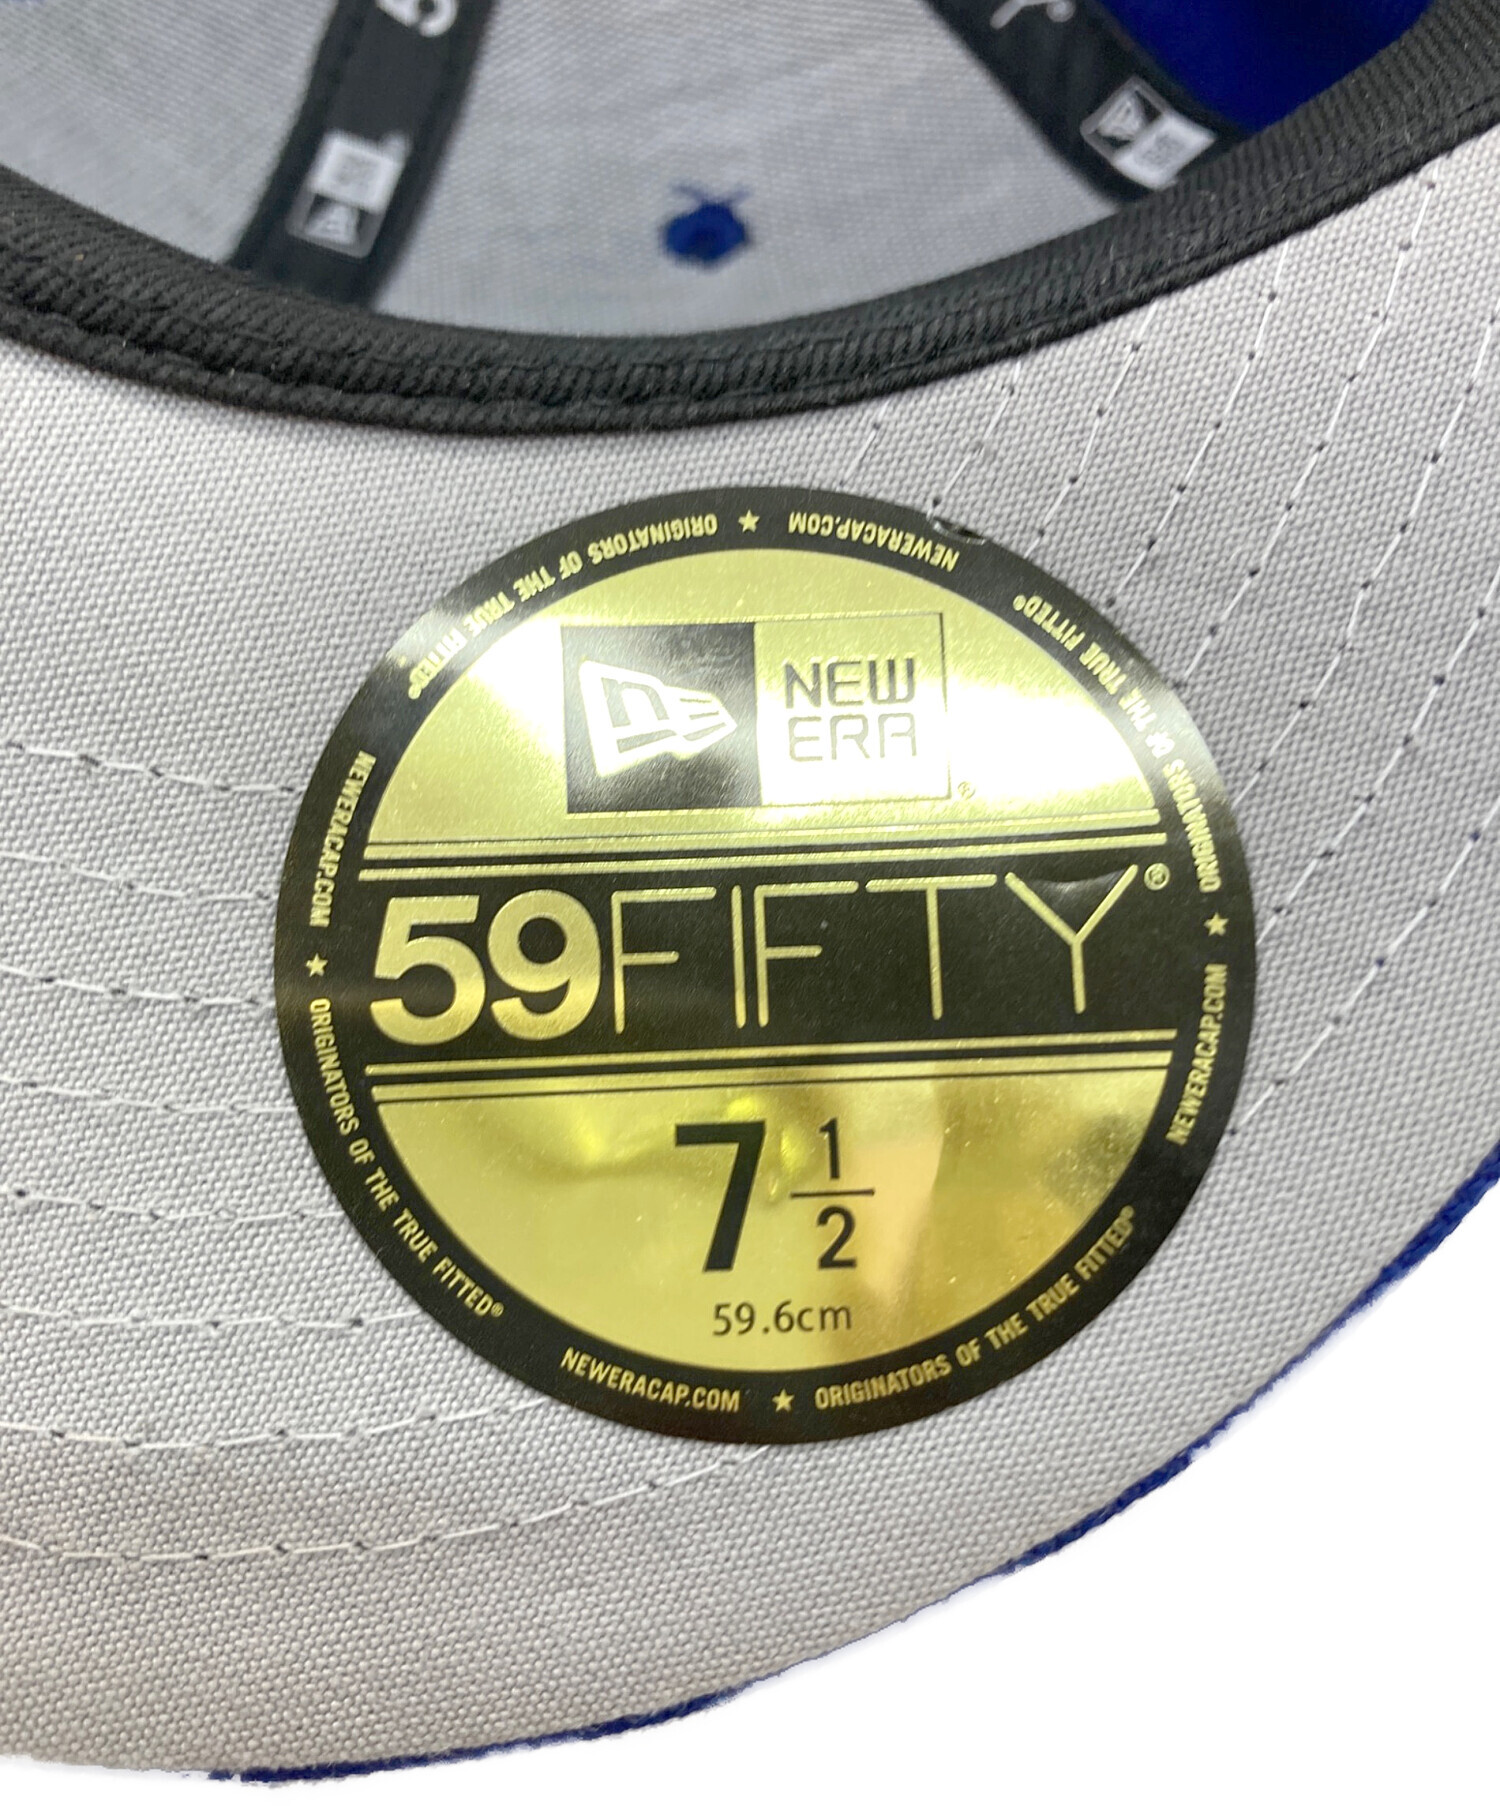 5
NEWERACAP.COM ★ ORIGINATORS OF THE TRUE FITTED®
NEWERACAP.COM ★ ORIGINATORS OF THE TRUE FITTED®
NEWERACAP.COM ★ ORIGINATORS OF THE TRUE FITTED®
NEWERACAP.COM ★ ORIGINATORS OF THE TRUE FITTED®
n
NEW
ERA
®
59FIFTY®
7 1/2
59.6cm